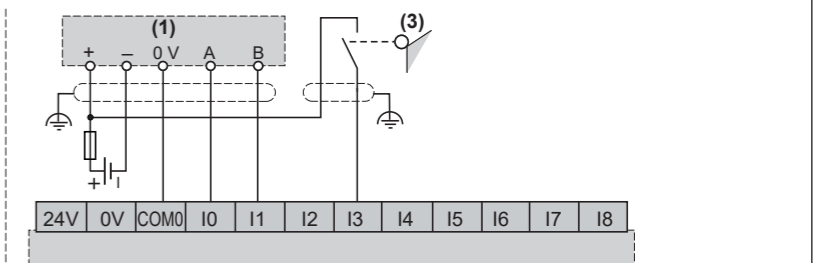 (1)
(3)
+ – 0 V A B
+ I
24V 0V COM0 I0 I1 I2 I3 I4 I5 I6 I7 I8